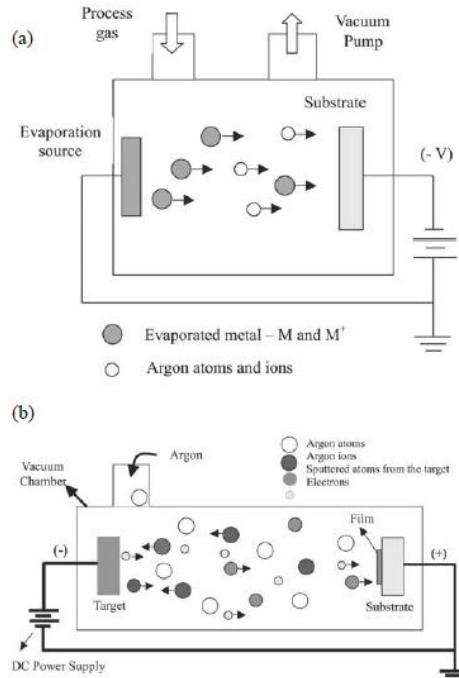 (a)
Process
gas
Vacuum
Pump
Substrate
Evaporation
source
(- V)
Evaporated metal – M and M+
Argon atoms and ions
(b)
Argon
Argon atoms
Argon ions
Sputtered atoms from the target
Electrons
Vacuum
Chamber
Film
(-)
(+)
Target
Substrate
DC Power Supply